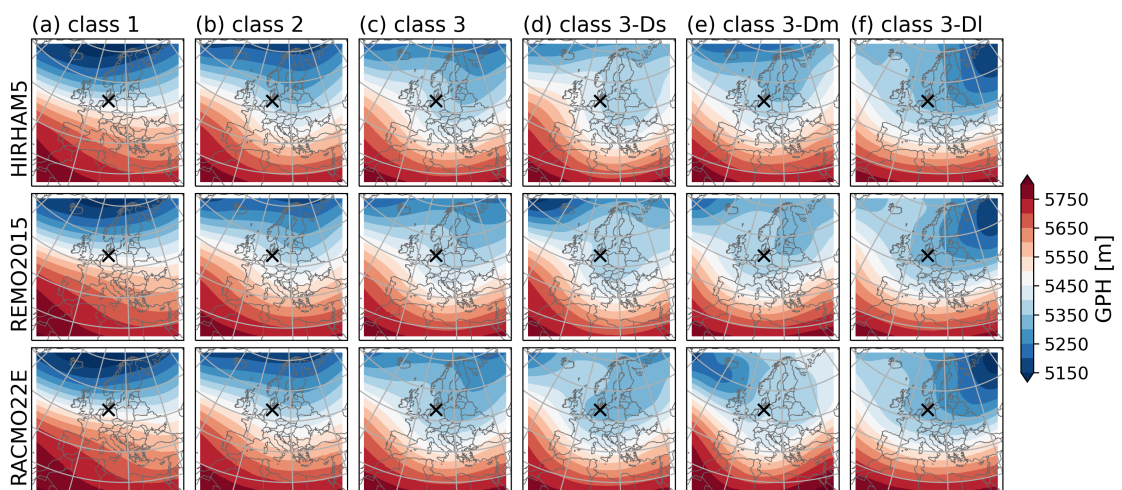 (a) class 1 (b) class 2 (c) class 3 (d) class 3-Ds (e) class 3-Dm (f) class 3-Dl
HIRHAM5
REMO2015
RACMO22E
5750
5650
5550
5450
5350
5250
5150
GPH [m]